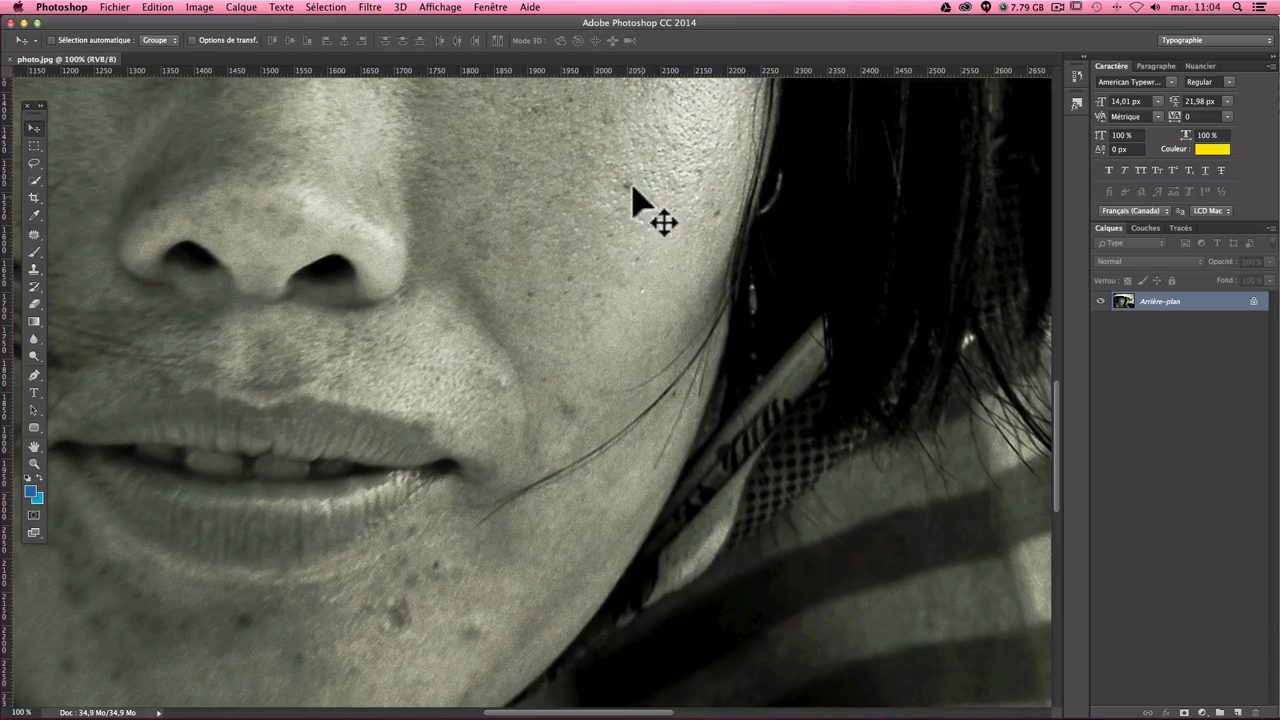 Photoshop Fichier Edition Image Calque Texte Sélection Filtre 3D Affichage Fenêtre Aide 7.79 GB mar. 11:04
Adobe Photoshop CC 2014
Sélection automatique : Groupe Options de transf. Mode 3D : Typographie
photo.jpg @ 100% (RVB/8)
1150 1200 1250 1300 1350 1400 1450 1500 1550 1600 1650 1700 1750 1800 1850 1900 1950 2000 2050 2100 2150 2200 2250 2300 2350 2400 2450 2500 2550 2600 2650
Caractère Paragraphe Nuancier
American Typewr... Regular
14,01 px 21,98 px
Métrique 0
100 % 100 %
0 px Couleur :
Français (Canada) LCD Mac
Calques Couches Tracés
Type
Normal Opacité : 100 %
Verrou : Fond : 100 %
Arrière-plan
100 % Doc : 34,9 Mo/34,9 Mo